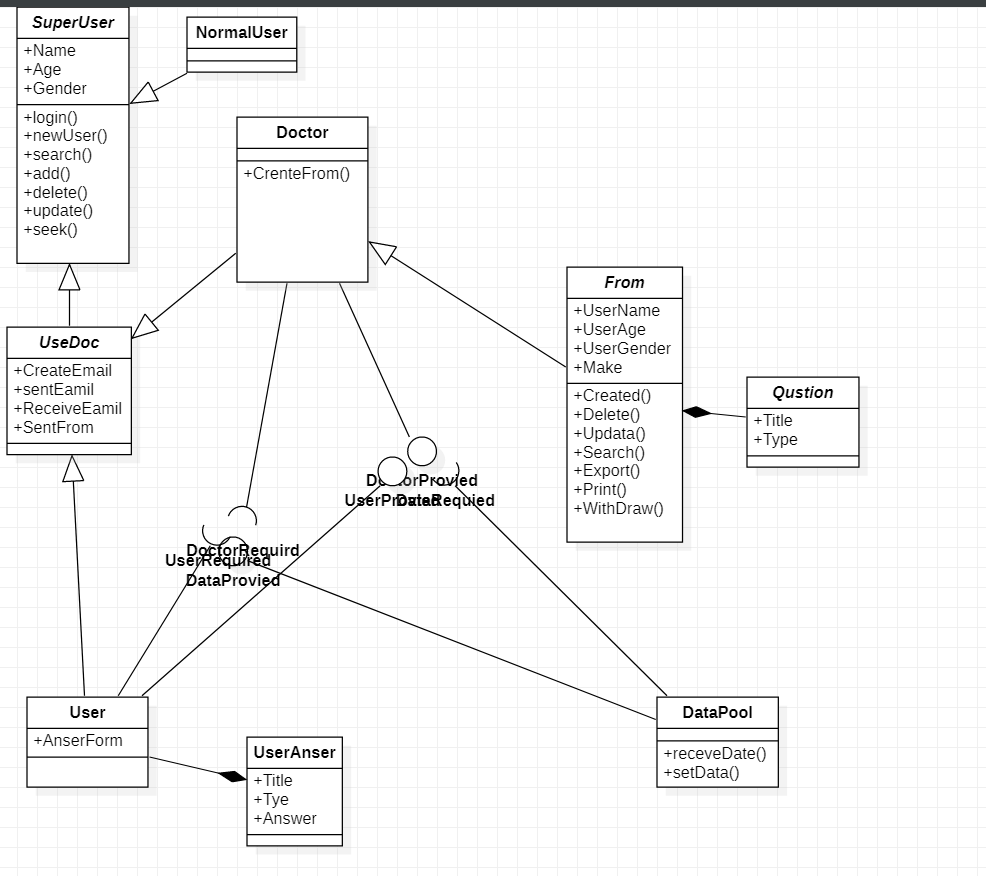 SuperUser
+Name
+Age
+Gender
+login()
+newUser()
+search()
+add()
+delete()
+update()
+seek()
NormalUser
Doctor
+CrenteFrom()
UseDoc
+CreateEmail
+sentEamil
+ReceiveEamil
+SentFrom
From
+UserName
+UserAge
+UserGender
+Make
+Created()
+Delete()
+Updata()
+Search()
+Export()
+Print()
+WithDraw()
Qustion
+Title
+Type
DoctorProvied
UserProvied
DataRequied
DoctorRequird
UserRequired
DataProvied
User
+AnserForm
UserAnser
+Title
+Tye
+Answer
DataPool
+receveDate()
+setData()